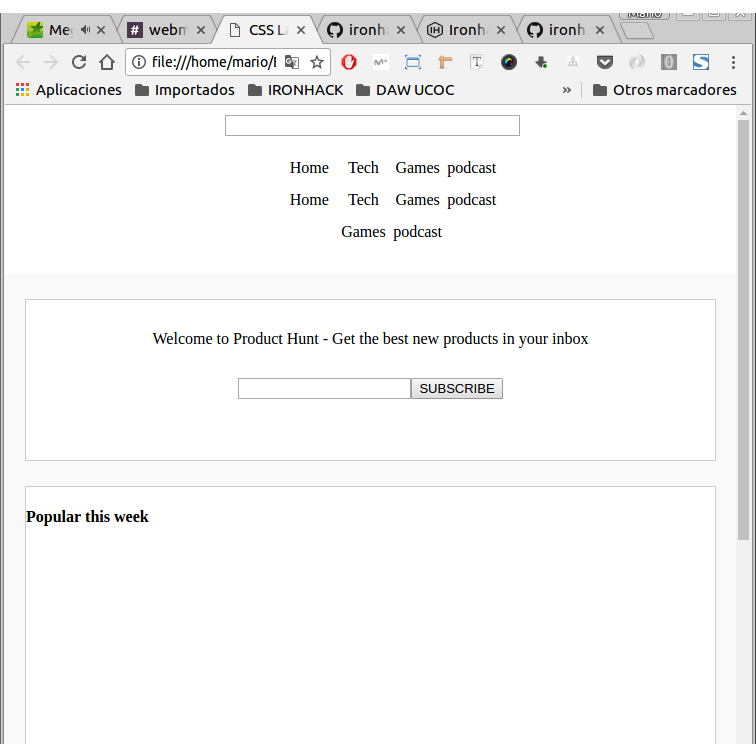 Mario
Me
webm
CSS L
ironh
Ironh
ironh
file:///home/mario/
Aplicaciones Importados IRONHACK DAW UCOC » Otros marcadores
Home Tech Games podcast
Home Tech Games podcast
Games podcast
Welcome to Product Hunt - Get the best new products in your inbox
SUBSCRIBE
Popular this week